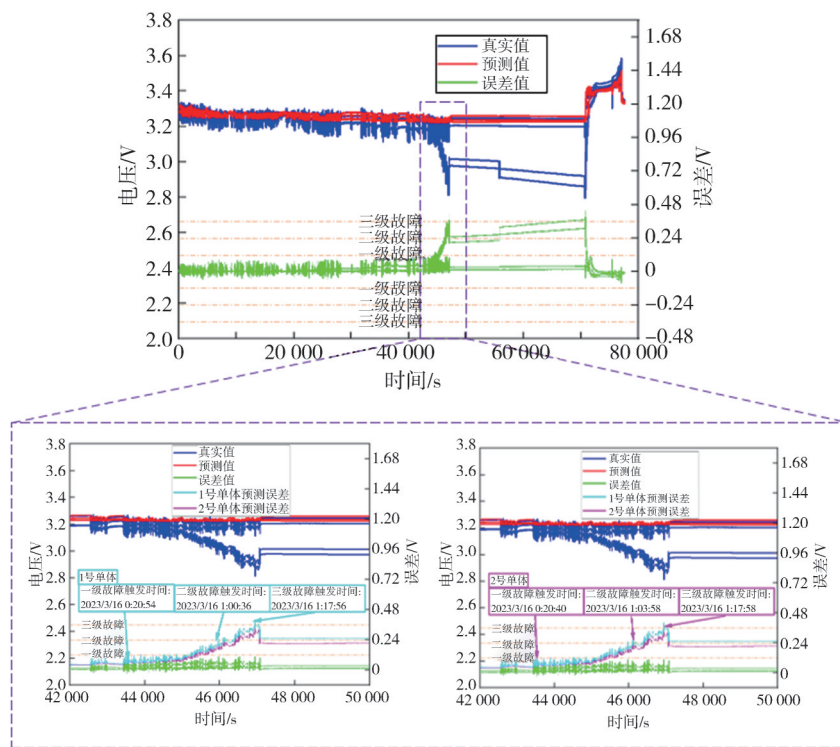 3.8
3.6
3.4
3.2
3.0
2.8
2.6
2.4
2.2
2.0
电压/V
真实值
预测值
误差值
三级故障
二级故障
一级故障
一级故障
二级故障
三级故障
1.68
1.44
1.20
0.96
0.72
0.48
0.24
0
-0.24
-0.48
误差/V
0
20 000
40 000
60 000
80 000
时间/s
3.8
3.6
3.4
3.2
3.0
2.8
2.6
2.4
2.2
2.0
电压/V
真实值
预测值
误差值
1号单体预测误差
2号单体预测误差
1号单体
一级故障触发时间:
2023/3/16 0:20:54
二级故障触发时间:
2023/3/16 1:00:36
三级故障触发时间:
2023/3/16 1:17:56
三级故障
二级故障
一级故障
1.68
1.44
1.20
0.96
0.72
0.48
0.24
0
误差/V
42 000
44 000
46 000
48 000
50 000
时间/s
3.8
3.6
3.4
3.2
3.0
2.8
2.6
2.4
2.2
2.0
电压/V
真实值
预测值
误差值
1号单体预测误差
2号单体预测误差
2号单体
一级故障触发时间:
2023/3/16 0:20:40
二级故障触发时间:
2023/3/16 1:03:58
三级故障触发时间:
2023/3/16 1:17:58
三级故障
二级故障
一级故障
1.68
1.44
1.20
0.96
0.72
0.48
0.24
0
误差/V
42 000
44 000
46 000
48 000
50 000
时间/s